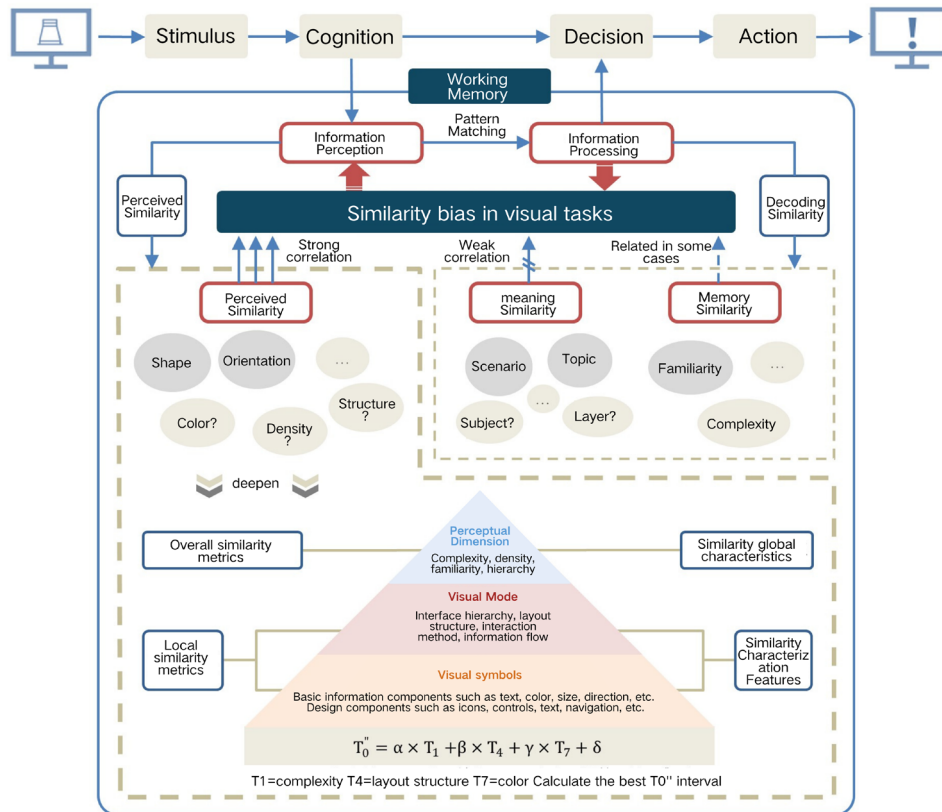 Stimulus
Cognition
Decision
Action
!
Working
Memory
Information
Perception
Pattern
Matching
Information
Processing
Perceived
Similarity
Decoding
Similarity
Similarity bias in visual tasks
Strong
correlation
Weak
correlation
Related in some
cases
Perceived
Similarity
meaning
Similarity
Memory
Similarity
Shape
Orientation
...
Color?
Density
?
Structure
?
Scenario
Topic
...
Subject?
Layer?
Familiarity
...
Complexity
deepen
Perceptual
Dimension
Complexity, density,
familiarity, hierarchy
Overall similarity
metrics
Similarity global
characteristics
Visual Mode
Interface hierarchy, layout
structure, interaction
method, information flow
Local
similarity
metrics
Similarity
Characteriz
ation
Features
Visual symbols
Basic information components such as text, color, size, direction, etc.
Design components such as icons, controls, text, navigation, etc.
T₀" = α × T₁ +β × T₄ + γ × T₇ + δ
T1=complexity T4=layout structure T7=color Calculate the best T0" interval